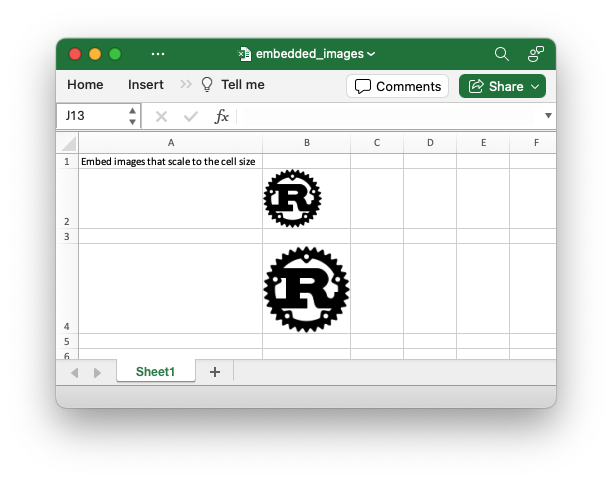 embedded_images
Home Insert Tell me Comments Share
J13 fx
A B C D E F
1 Embed images that scale to the cell size
R
2
3
R
4
5
6
Sheet1 +